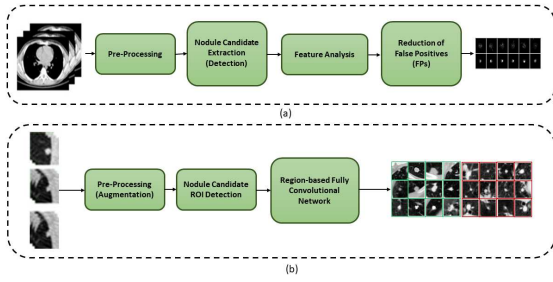 Pre-Processing
Nodule Candidate
Extraction
(Detection)
Feature Analysis
Reduction of
False Positives
(FPs)
(a)
Pre-Processing
(Augmentation)
Nodule Candidate
ROI Detection
Region-based Fully
Convolutional
Network
(b)